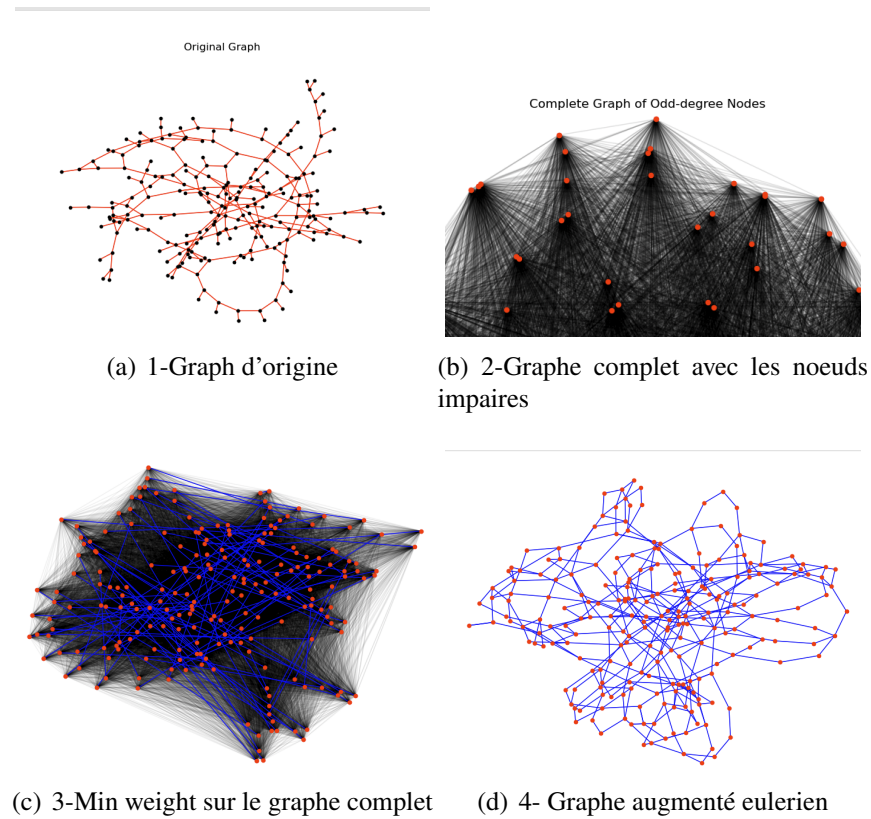 Original Graph
Complete Graph of Odd-degree Nodes
(a) 1-Graph d'origine
(b) 2-Graphe complet avec les noeuds
impaires
(c) 3-Min weight sur le graphe complet
(d) 4- Graphe augmenté eulerien